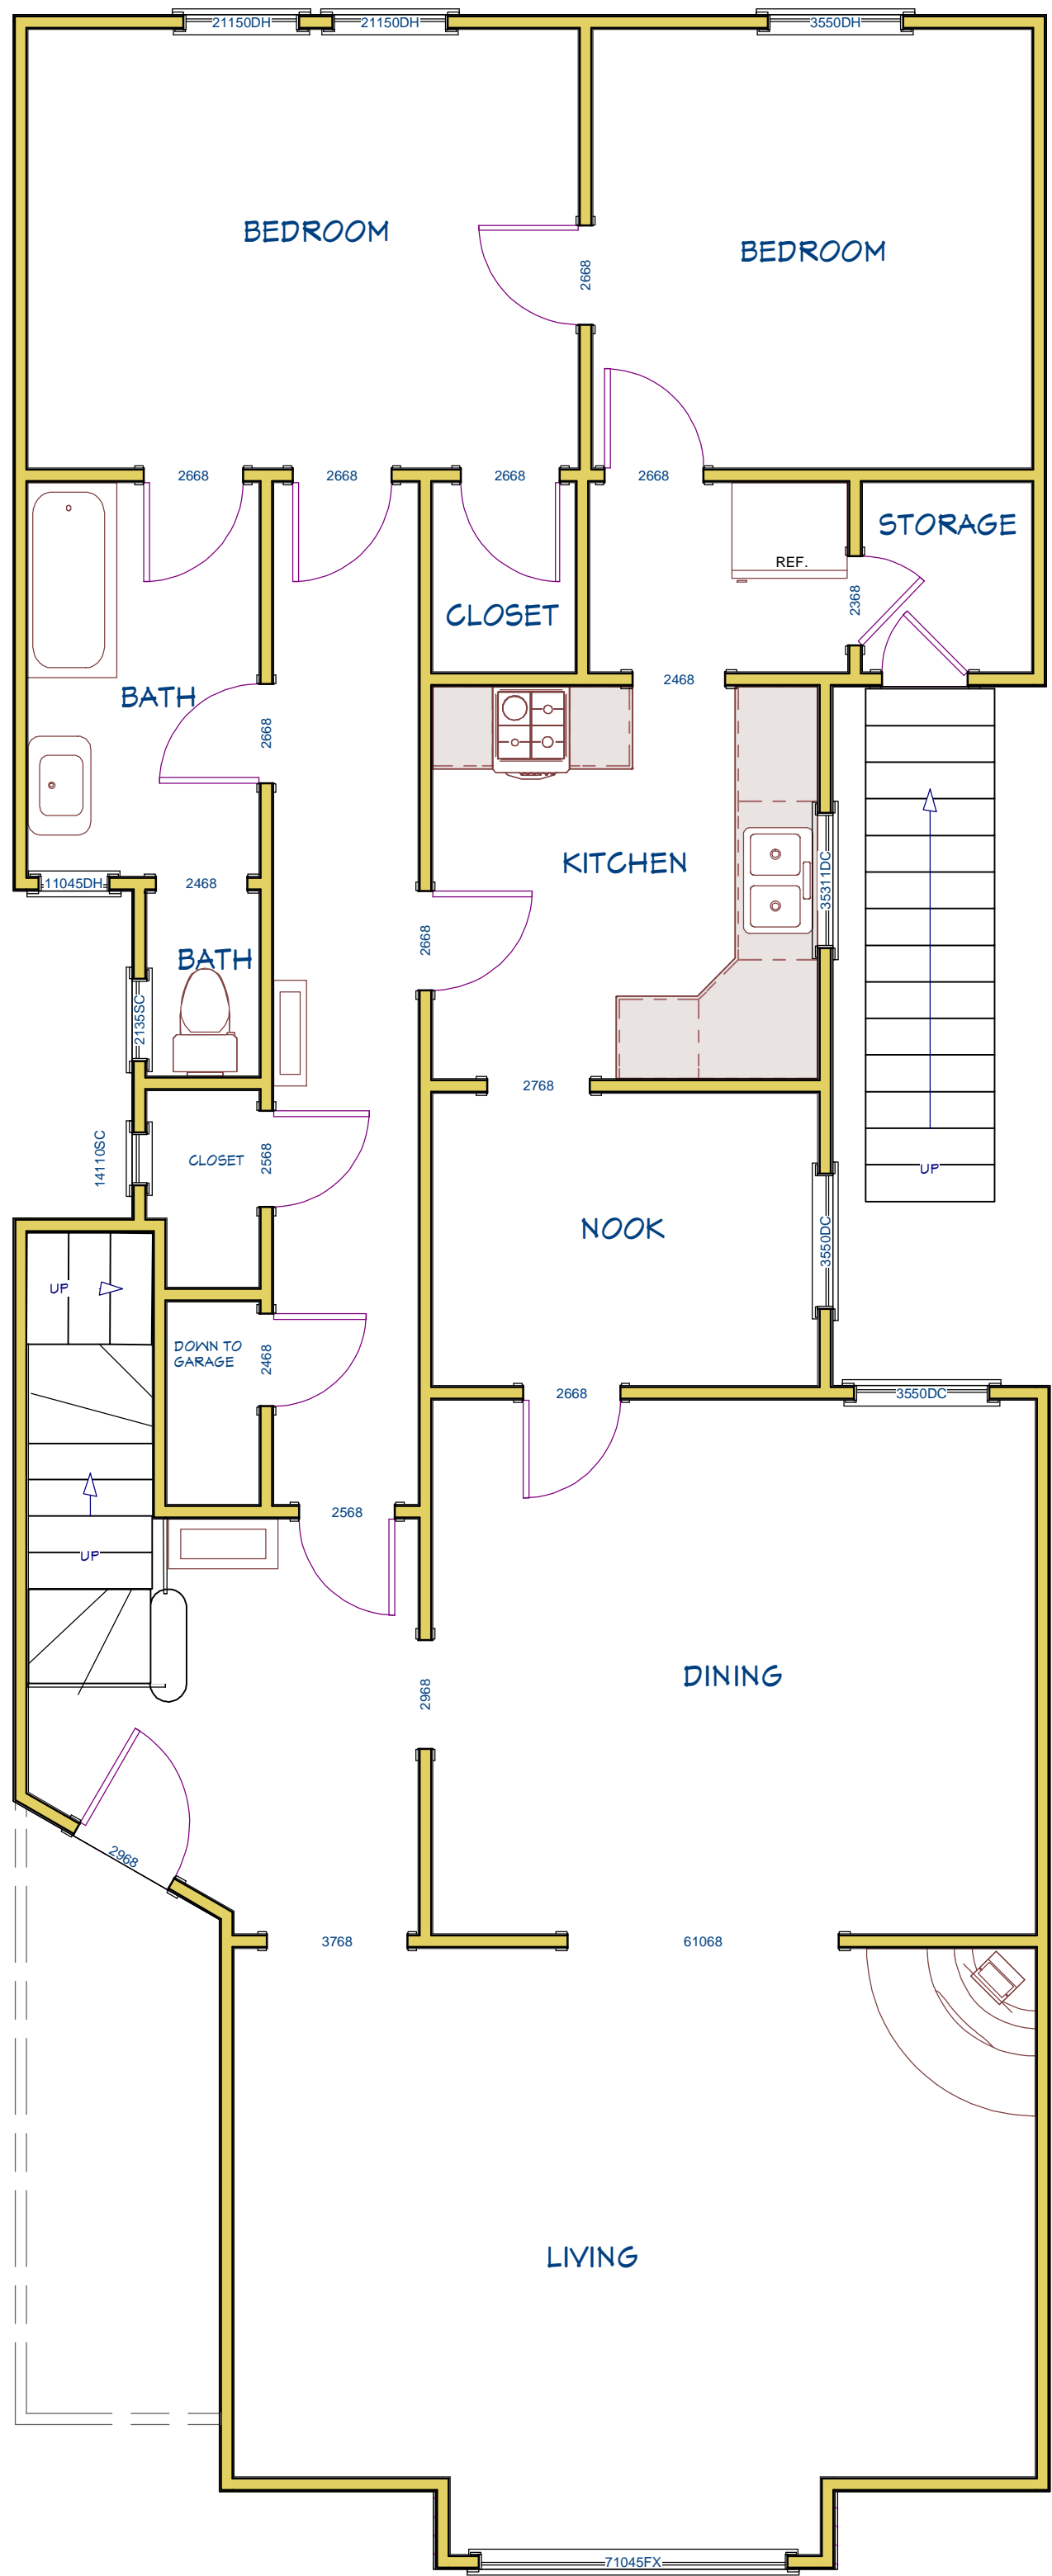 21150DH
21150DH
3550DH
BEDROOM
BEDROOM
2668
2668
2668
2668
2668
STORAGE
REF.
2368
CLOSET
2468
BATH
2668
KITCHEN
35311DC
11045DH
2468
2668
BATH
2135SC
2768
14110SC
CLOSET
2568
UP
NOOK
3550DC
UP
DOWN TO
GARAGE
2468
2668
3550DC
2568
UP
DINING
2968
2968
3768
61068
LIVING
71045FX